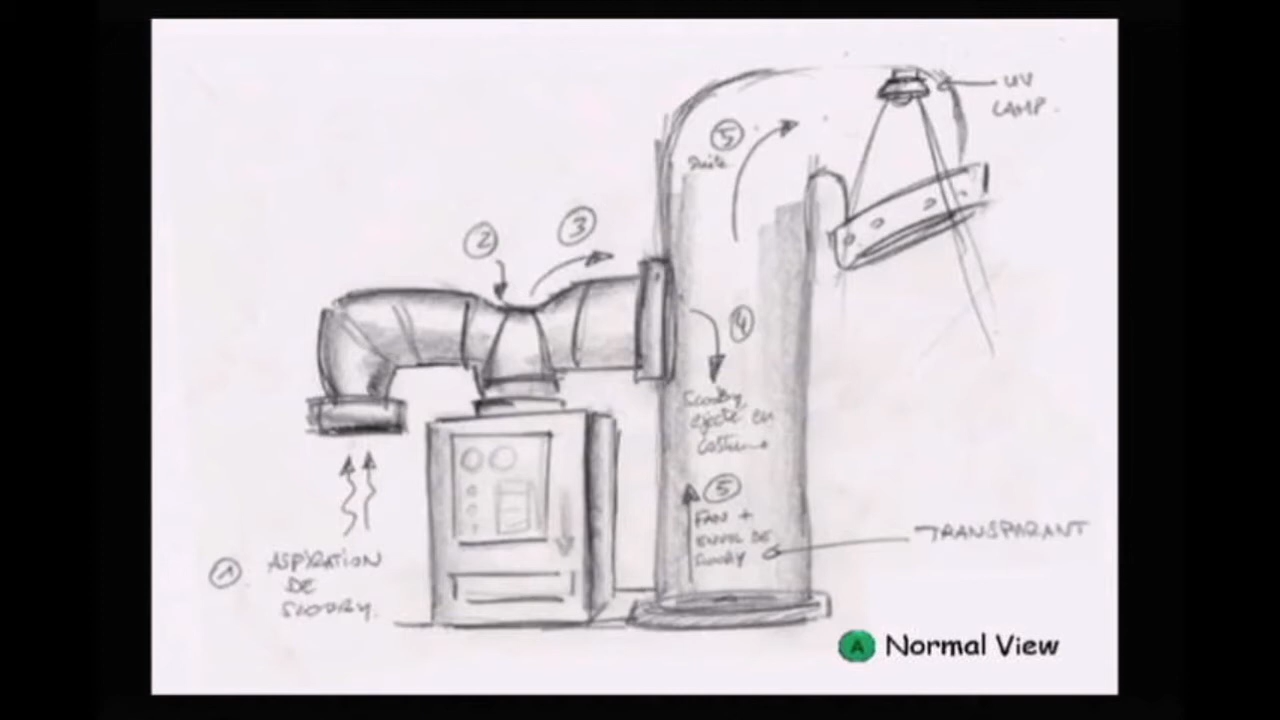 UV
LAMP.
5
suite
2
3
4
Scooby
ejecté en
costume
5
FAN +
ENVOL DE
SCOOBY
TRANSPARANT
1
ASPIRATION
DE
SCOOBY.
A Normal View